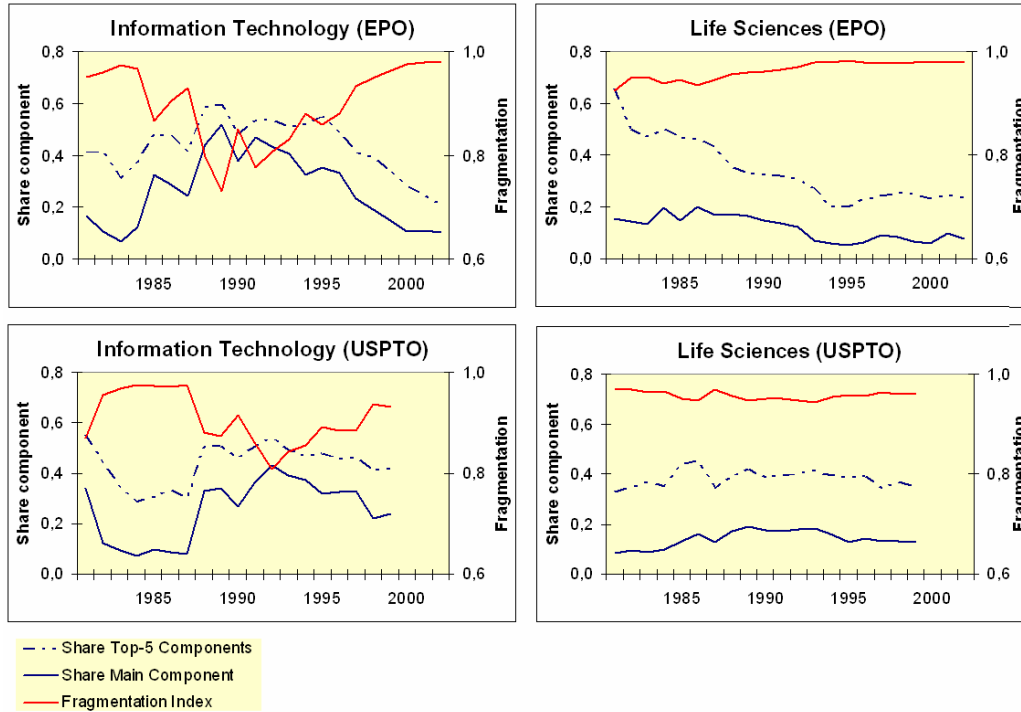 Information Technology (EPO)
0,8
0,6
0,4
0,2
0,0
Share component
1,0
0,8
0,6
Fragmentation
1985 1990 1995 2000
Life Sciences (EPO)
0,8
0,6
0,4
0,2
0,0
Share component
1,0
0,8
0,6
Fragmentation
1985 1990 1995 2000
Information Technology (USPTO)
0,8
0,6
0,4
0,2
0,0
Share component
1,0
0,8
0,6
Fragmentation
1985 1990 1995 2000
Life Sciences (USPTO)
0,8
0,6
0,4
0,2
0,0
Share component
1,0
0,8
0,6
Fragmentation
1985 1990 1995 2000
Share Top-5 Components
Share Main Component
Fragmentation Index